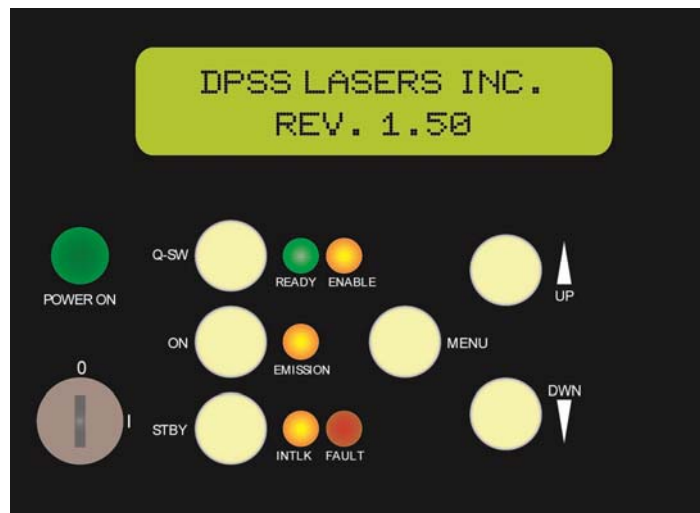 DPSS LASERS INC.
REV. 1.50
Q-SW
READY ENABLE
POWER ON
UP
ON
EMISSION
MENU
0
I
DWN
STBY
INTLK FAULT